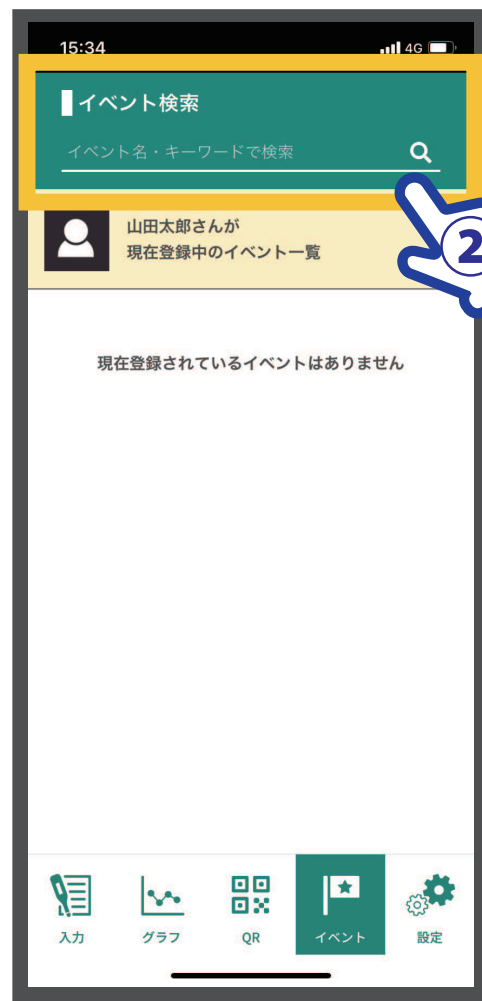 15:34
4G
イベント検索
イベント名・キーワードで検索
2
山田太郎さんが
現在登録中のイベント一覧
現在登録されているイベントはありません
入力
グラフ
QR
イベント
設定